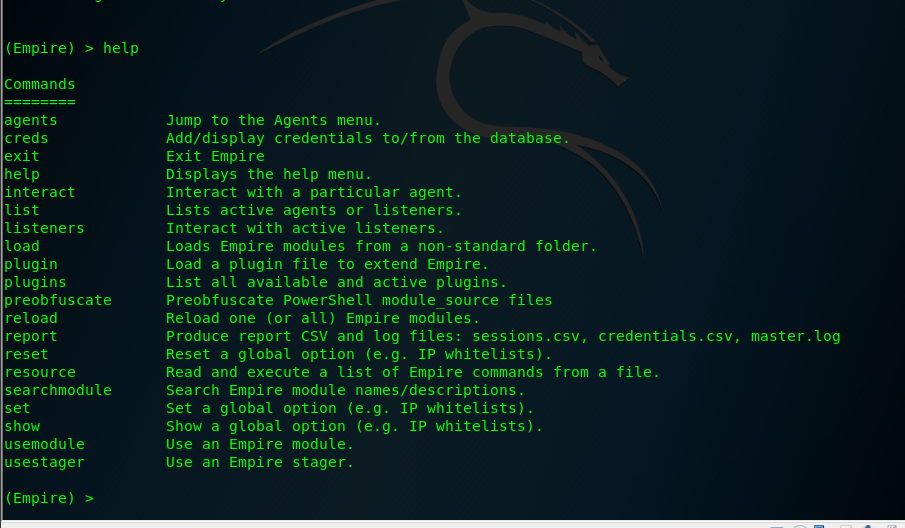 (Empire) > help
Commands
========
agents Jump to the Agents menu.
creds Add/display credentials to/from the database.
exit Exit Empire
help Displays the help menu.
interact Interact with a particular agent.
list Lists active agents or listeners.
listeners Interact with active listeners.
load Loads Empire modules from a non-standard folder.
plugin Load a plugin file to extend Empire.
plugins List all available and active plugins.
preobfuscate Preobfuscate PowerShell module_source files
reload Reload one (or all) Empire modules.
report Produce report CSV and log files: sessions.csv, credentials.csv, master.log
reset Reset a global option (e.g. IP whitelists).
resource Read and execute a list of Empire commands from a file.
searchmodule Search Empire module names/descriptions.
set Set a global option (e.g. IP whitelists).
show Show a global option (e.g. IP whitelists).
usemodule Use an Empire module.
usestager Use an Empire stager.
(Empire) >